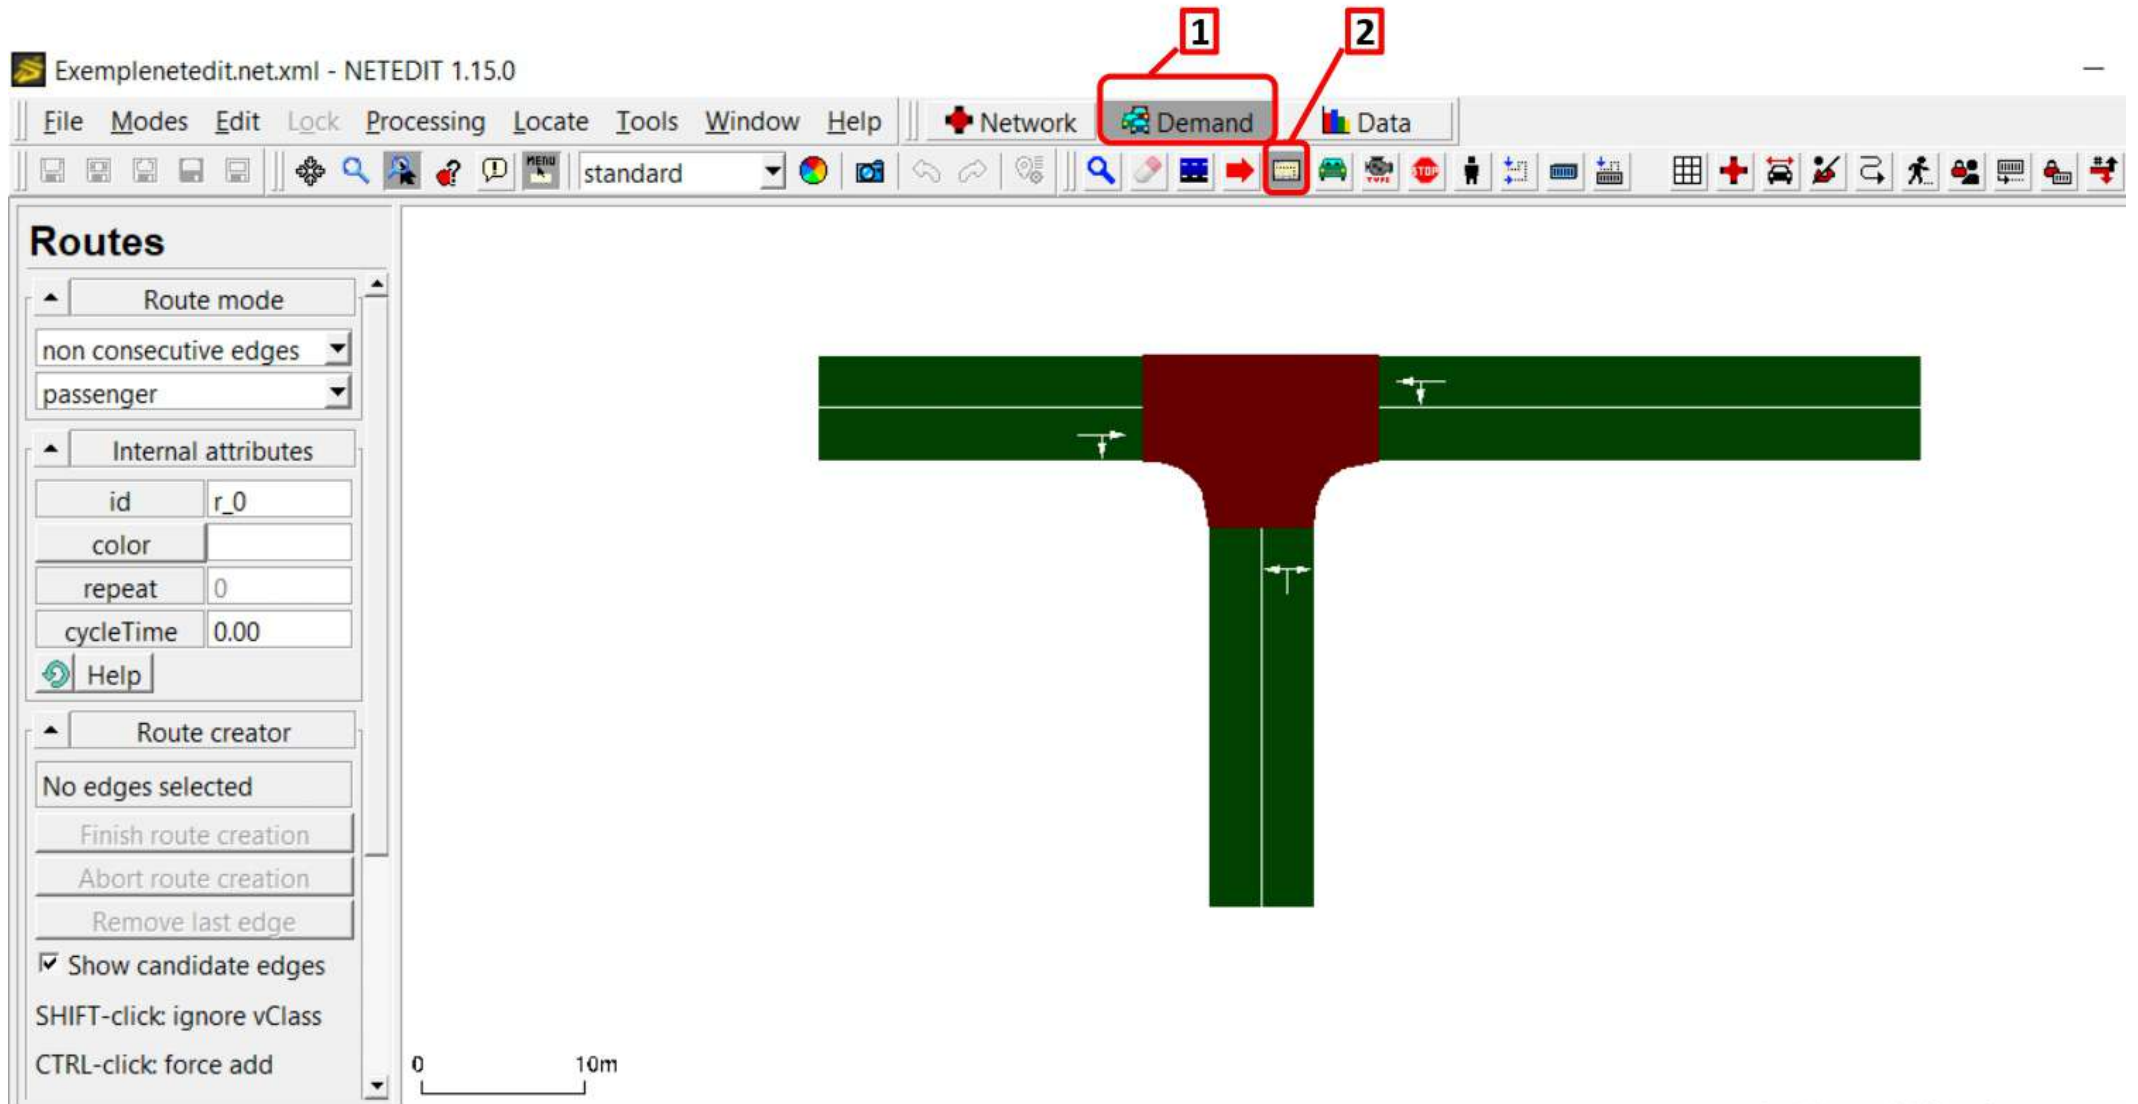 1 2
Exemplenetedit.net.xml - NETEDIT 1.15.0
File Modes Edit Lock Processing Locate Tools Window Help Network Demand Data
MENU standard TYPE STOP
Routes
Route mode
non consecutive edges
passenger
Internal attributes
id r_0
color
repeat 0
cycleTime 0.00
Help
Route creator
No edges selected
Finish route creation
Abort route creation
Remove last edge
Show candidate edges
SHIFT-click: ignore vClass
CTRL-click: force add
0 10m